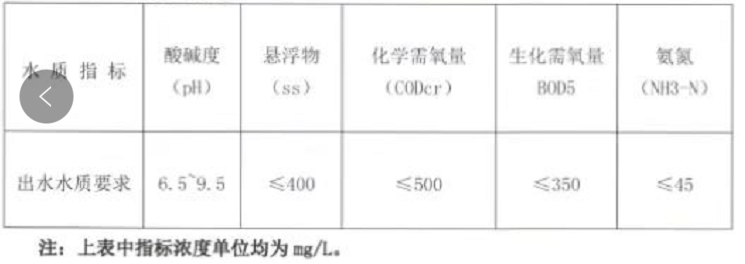 水质指标 酸碱度 悬浮物 化学需氧量 生化需氧量 氨氮
(pH) (ss) (CODcr) BOD5 (NH3-N)
出水水质要求 6.5~9.5 ≤400 ≤500 ≤350 ≤45
注：上表中指标浓度单位均为 mg/L。